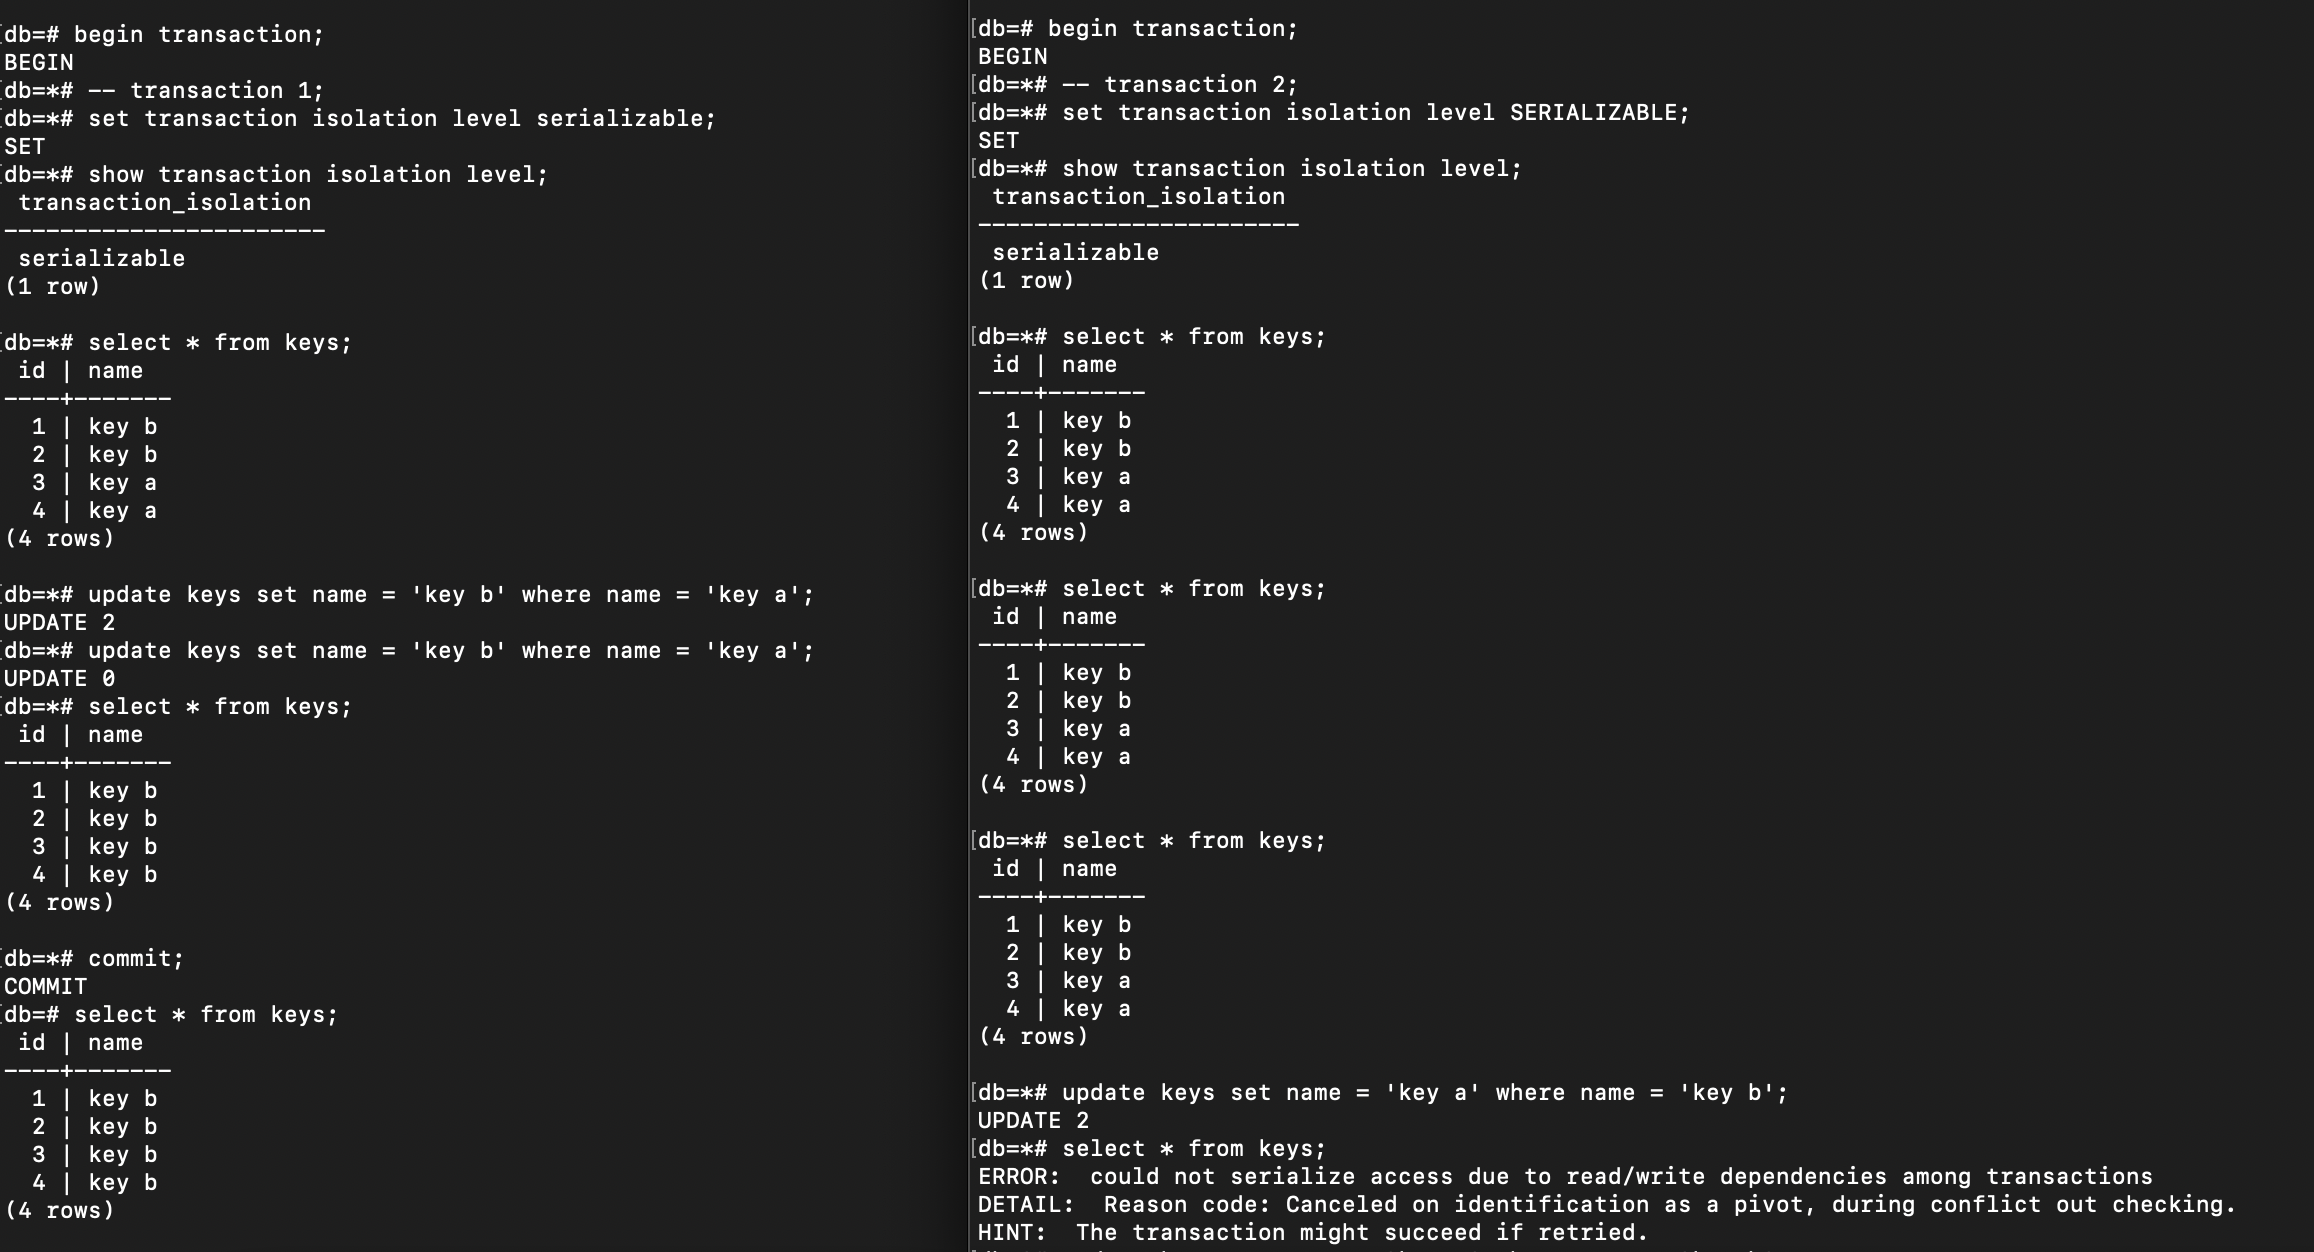 db=# begin transaction;
BEGIN
db=*# -- transaction 1;
db=*# set transaction isolation level serializable;
SET
db=*# show transaction isolation level;
 transaction_isolation
-----------------------
 serializable
(1 row)

db=*# select * from keys;
 id | name
----+-------
  1 | key b
  2 | key b
  3 | key a
  4 | key a
(4 rows)

db=*# update keys set name = 'key b' where name = 'key a';
UPDATE 2
db=*# update keys set name = 'key b' where name = 'key a';
UPDATE 0
db=*# select * from keys;
 id | name
----+-------
  1 | key b
  2 | key b
  3 | key b
  4 | key b
(4 rows)

db=*# commit;
COMMIT
db=# select * from keys;
 id | name
----+-------
  1 | key b
  2 | key b
  3 | key b
  4 | key b
(4 rows)

[db=# begin transaction;
BEGIN
[db=*# -- transaction 2;
[db=*# set transaction isolation level SERIALIZABLE;
SET
[db=*# show transaction isolation level;
 transaction_isolation
-----------------------
 serializable
(1 row)

[db=*# select * from keys;
 id | name
----+-------
  1 | key b
  2 | key b
  3 | key a
  4 | key a
(4 rows)

[db=*# select * from keys;
 id | name
----+-------
  1 | key b
  2 | key b
  3 | key a
  4 | key a
(4 rows)

[db=*# select * from keys;
 id | name
----+-------
  1 | key b
  2 | key b
  3 | key a
  4 | key a
(4 rows)

[db=*# update keys set name = 'key a' where name = 'key b';
UPDATE 2
[db=*# select * from keys;
ERROR:  could not serialize access due to read/write dependencies among transactions
DETAIL:  Reason code: Canceled on identification as a pivot, during conflict out checking.
HINT:  The transaction might succeed if retried.